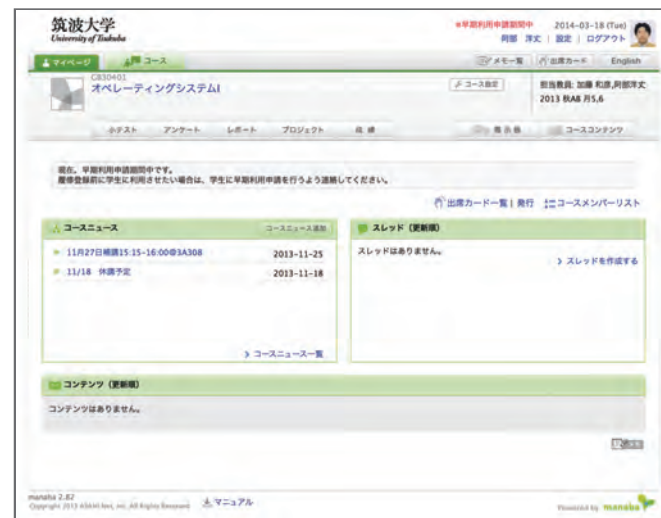 筑波大学
University of Tsukuba
※早期利用申請期間中 2014-03-18 (Tue)
阿部 洋丈 | 設定 | ログアウト
マイページ
コース
メモ一覧
出席カード
English
CB30401
オペレーティングシステムI
コース設定
担当教員: 加藤 和彦,阿部洋丈
2013 秋AB 月5,6
小テスト アンケート レポート プロジェクト 成績 掲示板 コースコンテンツ
現在、早期利用申請期間中です。
履修登録前に学生に利用させたい場合は、学生に早期利用申請を行うよう連絡してください。
出席カード一覧 | 発行 コースメンバーリスト
コースニュース
コースニュース追加
11月27日補講15:15-16:00@3A308 2013-11-25
11/18 休講予定 2013-11-18
コースニュース一覧
スレッド (更新順)
スレッドはありません。
スレッドを作成する
コンテンツ (更新順)
コンテンツはありません。
manaba 2.82
Copyright 2013 ASAHI Net, Inc. All Rights Reserved.
マニュアル
Powered by manaba